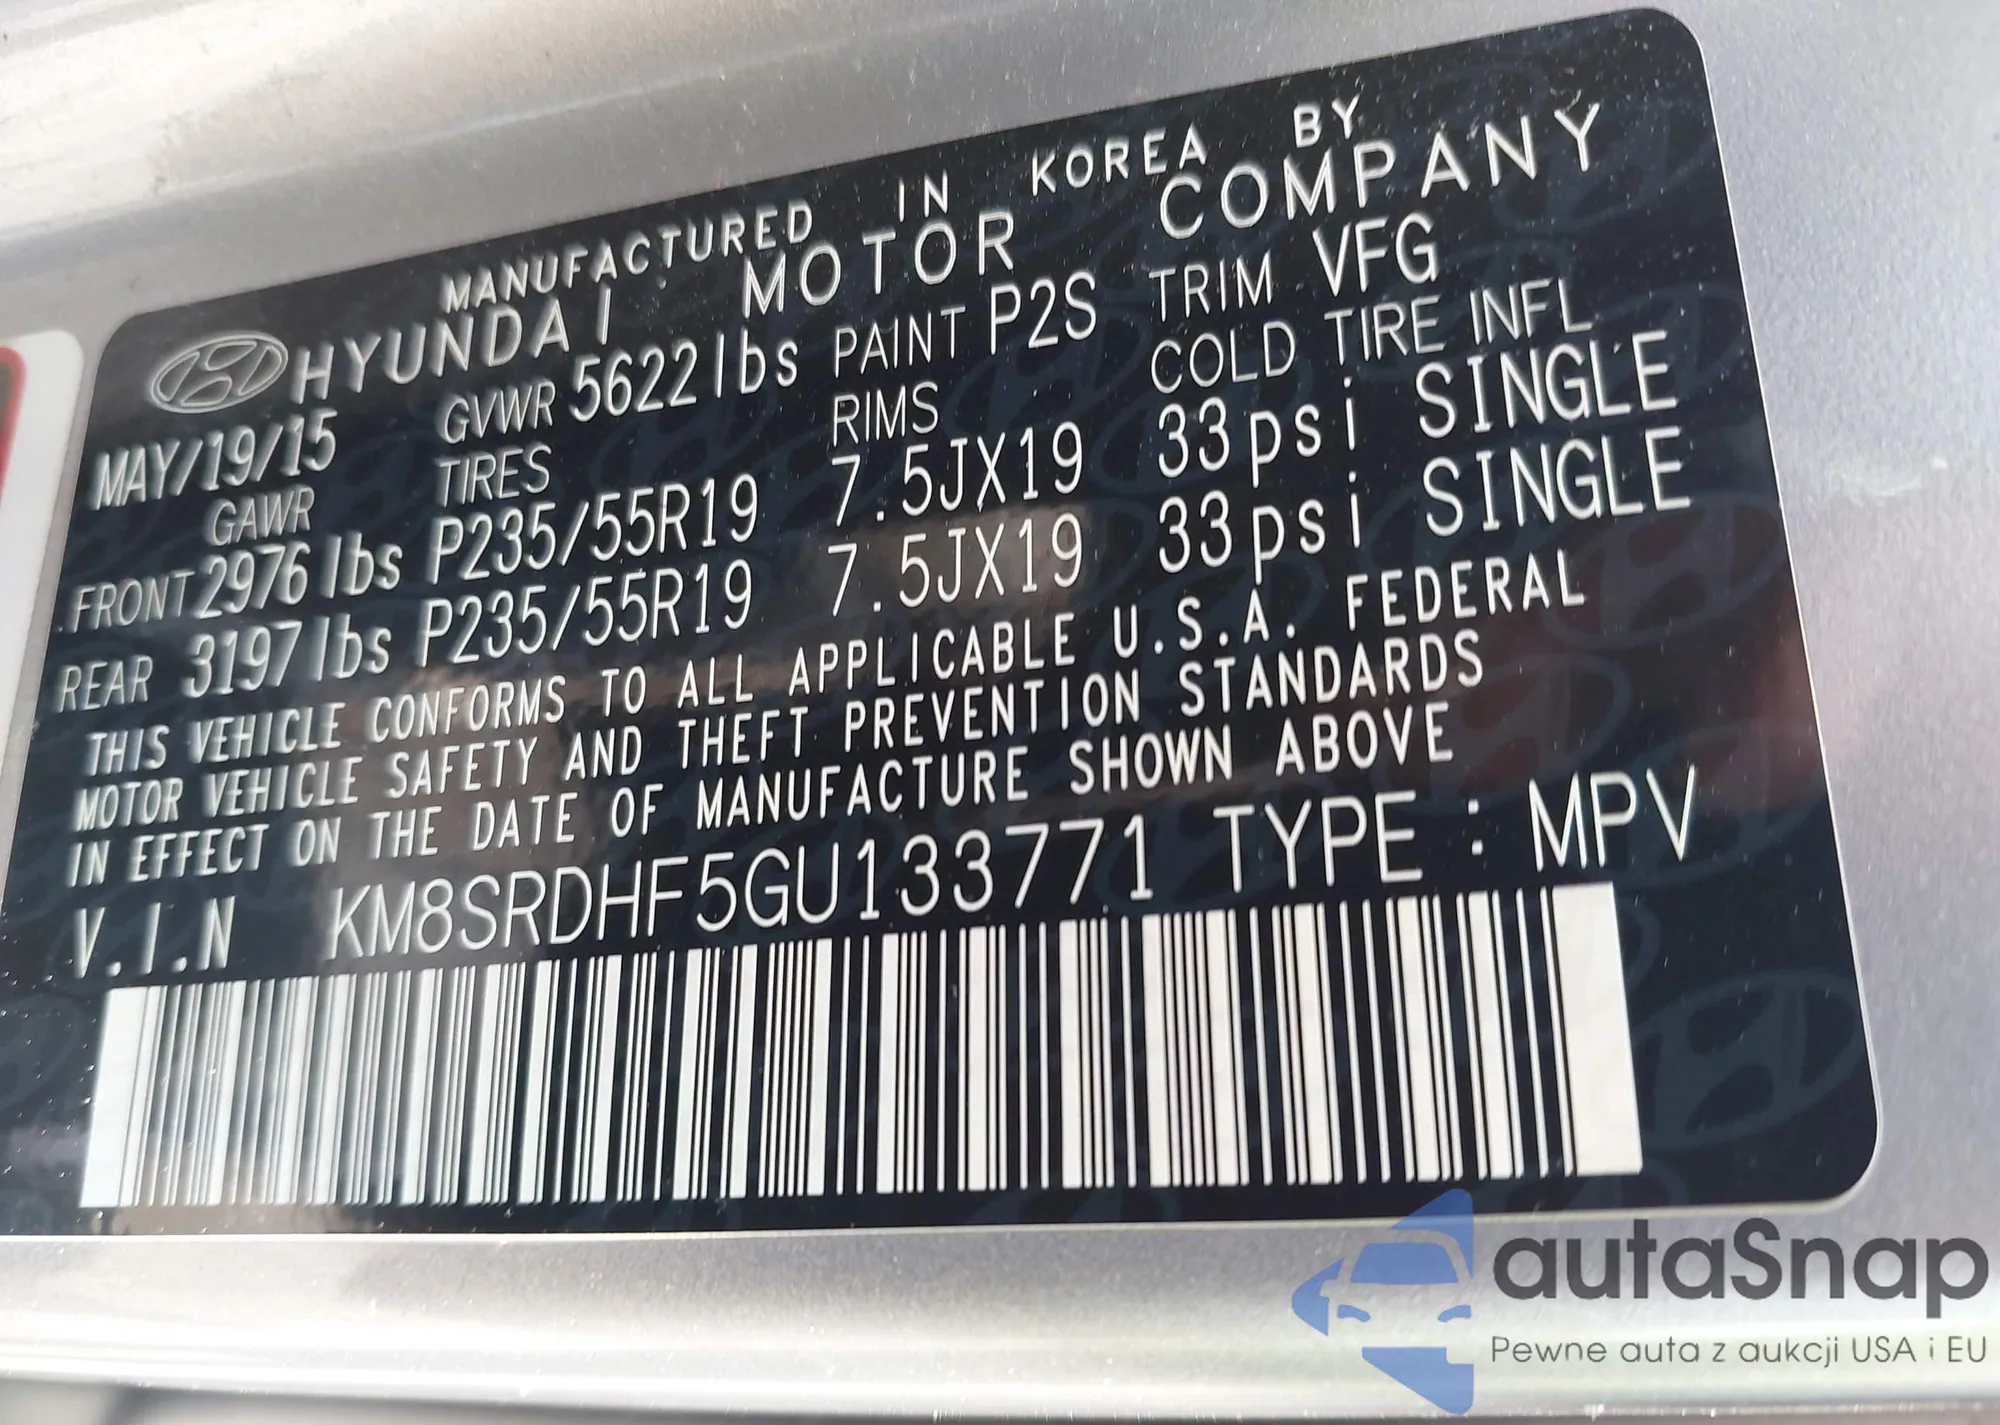 MANUFACTURED IN KOREA BY
HYUNDAI MOTOR COMPANY
MAY/19/15 GVWR 5622lbs PAINT P2S TRIM VFG
GAWR TIRES RIMS COLD TIRE INFL
FRONT 2976lbs P235/55R19 7.5JX19 33psi SINGLE
REAR 3197lbs P235/55R19 7.5JX19 33psi SINGLE
THIS VEHICLE CONFORMS TO ALL APPLICABLE U.S.A. FEDERAL
MOTOR VEHICLE SAFETY AND THEFT PREVENTION STANDARDS
IN EFFECT ON THE DATE OF MANUFACTURE SHOWN ABOVE
V.I.N KM8SRDHF5GU133771 TYPE : MPV
autaSnap
Pewne auta z aukcji USA i EU